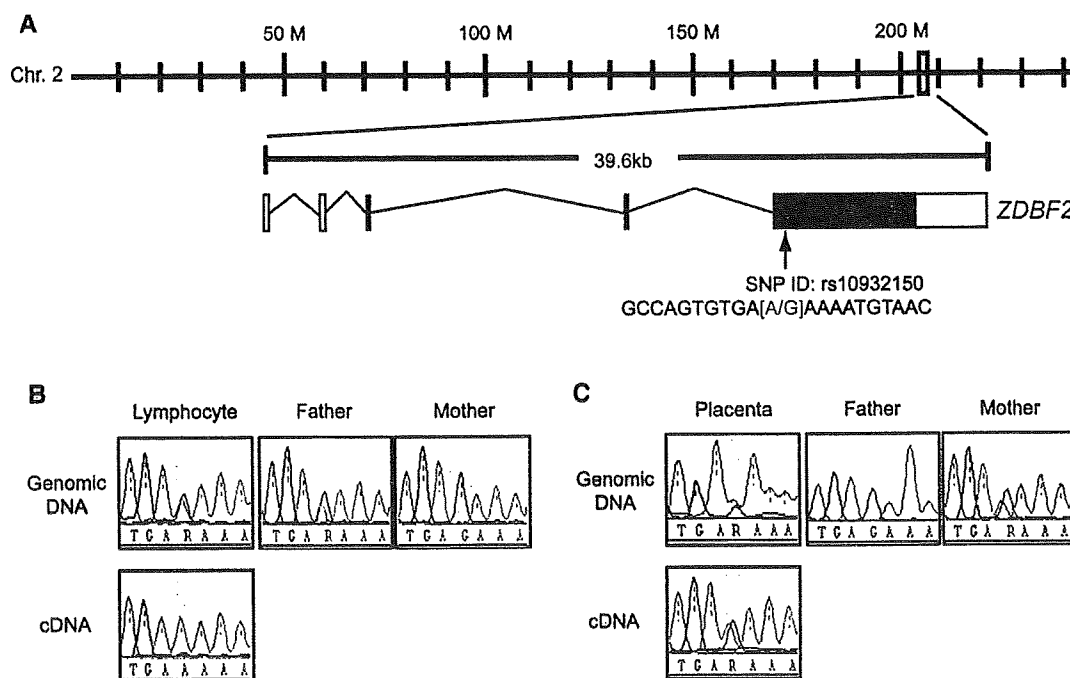 A
50 M 100 M 150 M 200 M
Chr. 2
39.6kb
ZDBF2
SNP ID: rs10932150
GCCAGTGTGA[A/G]AAAATGTAAC
B
Lymphocyte Father Mother
Genomic
DNA
T G A R A A A
T G A R A A A
T G A G A A A
cDNA
T G A A A A A
C
Placenta Father Mother
Genomic
DNA
T G A R A A A
T G A G A A A
T G A R A A A
cDNA
T G A R A A A